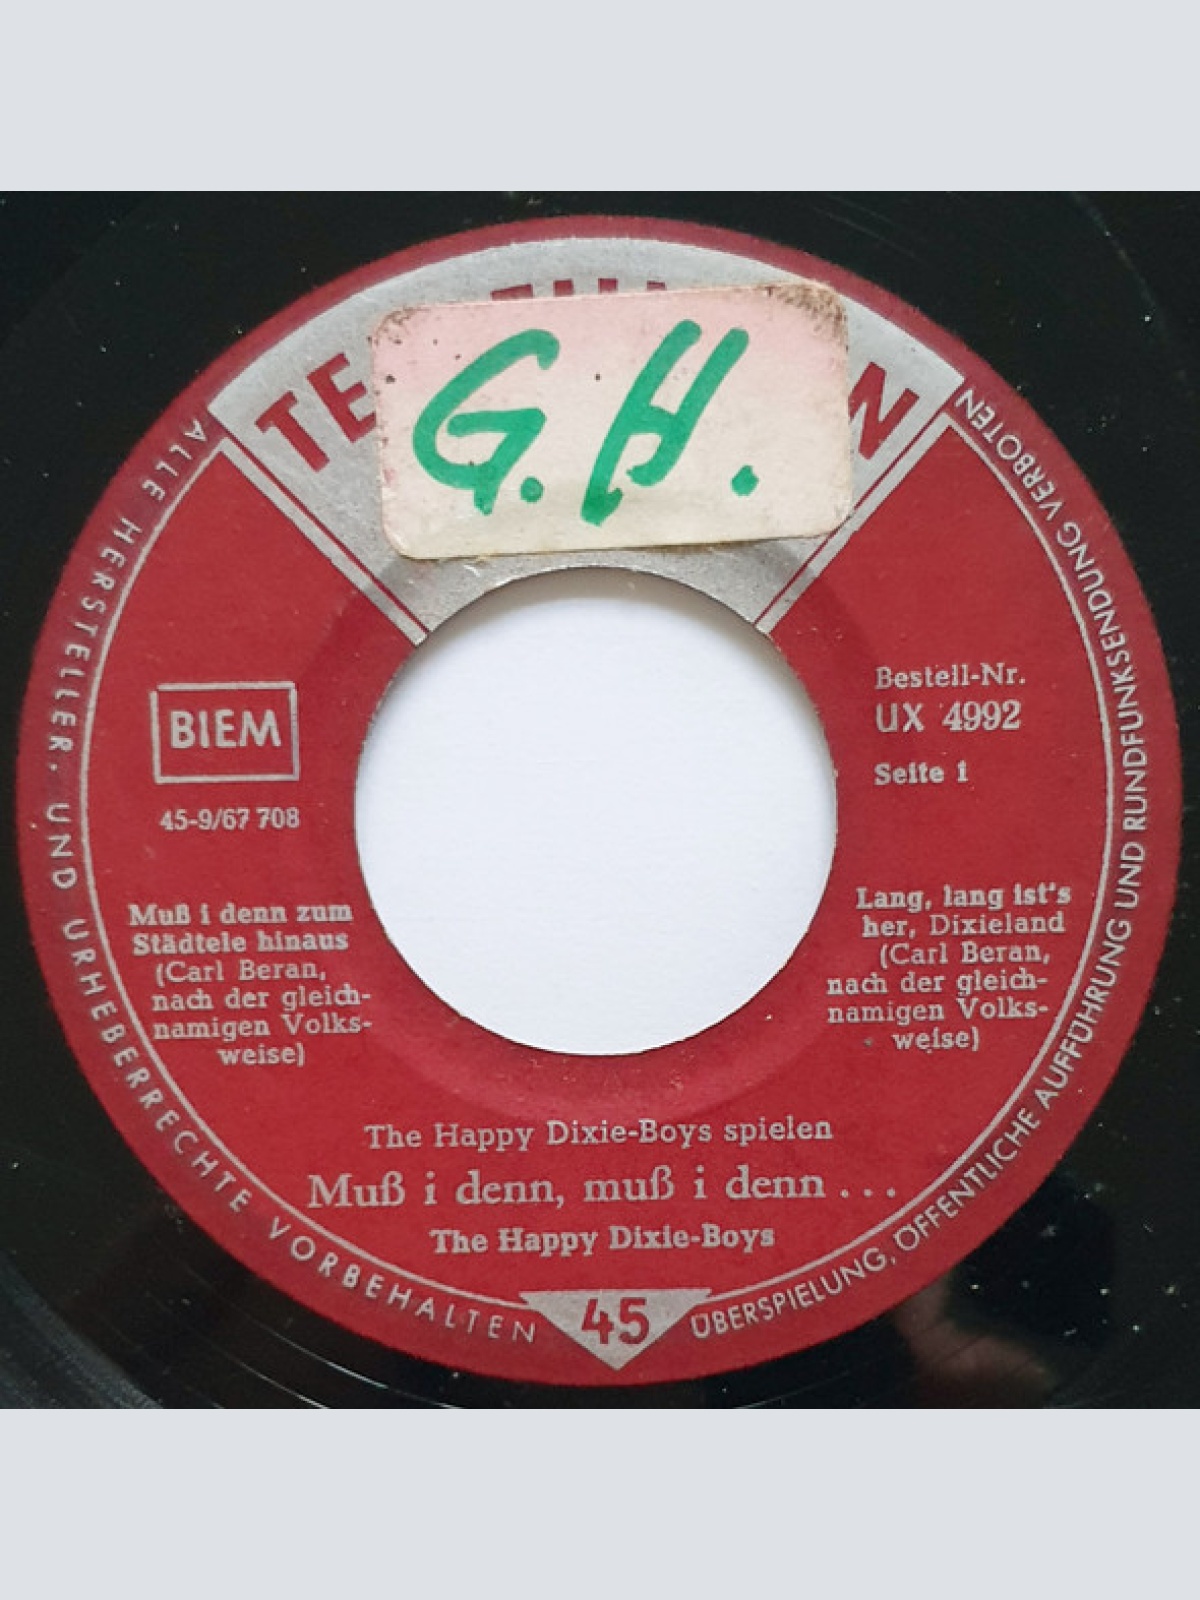 G. H.
BIEM
45-9/67 708
Bestell-Nr.
UX 4992
Seite 1
Muß i denn zum
Städtele hinaus
(Carl Beran,
nach der gleich-
namigen Volks-
weise)
Lang, lang ist's
her, Dixieland
(Carl Beran,
nach der gleich-
namigen Volks-
weise)
The Happy Dixie-Boys spielen
Muß i denn, muß i denn . . .
The Happy Dixie-Boys
45
ALLE HERSTELLER- UND URHEBERRECHTE VORBEHALTEN
ÜBERSPIELUNG, ÖFFENTLICHE AUFFÜHRUNG UND RUNDFUNKSENDUNG VERBOTEN